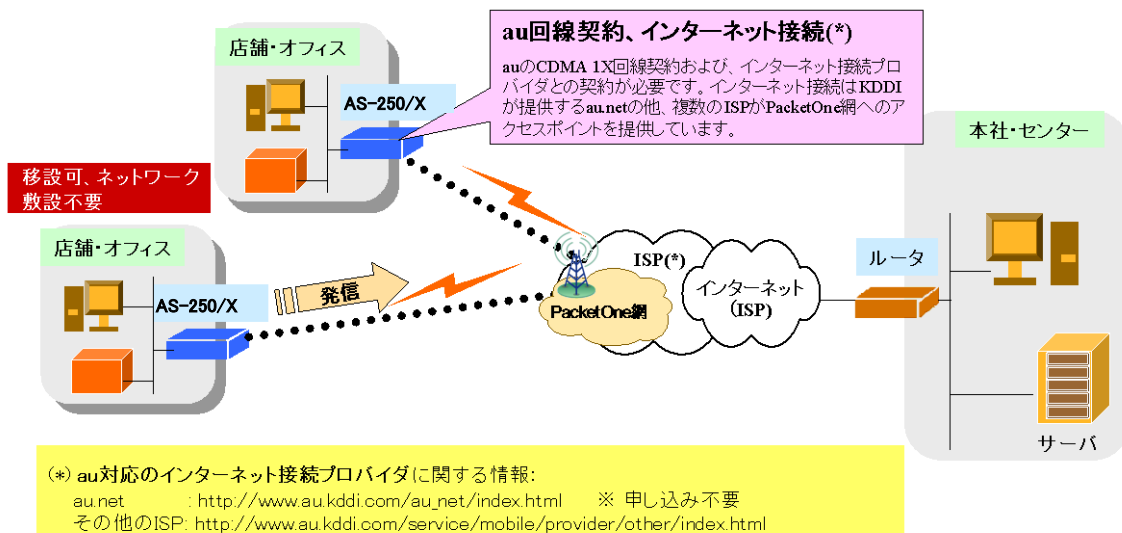 au回線契約、インターネット接続(*)
auのCDMA 1X回線契約および、インターネット接続プロ
バイダとの契約が必要です。インターネット接続はKDDI
が提供するau.netの他、複数のISPがPacketOne網へのア
クセスポイントを提供しています。
店舗・オフィス
AS-250/X
本社・センター
移設可、ネットワーク
敷設不要
店舗・オフィス
AS-250/X
発信
ISP(*)
PacketOne網
インターネット
(ISP)
ルータ
サーバ
(*) au対応のインターネット接続プロバイダに関する情報:
au.net : http://www.au.kddi.com/au_net/index.html ※ 申し込み不要
その他のISP: http://www.au.kddi.com/service/mobile/provider/other/index.html